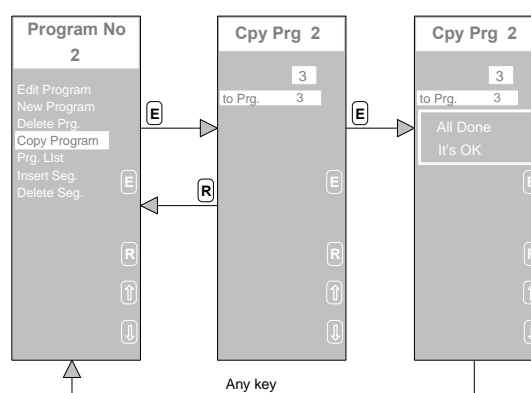 Program No
2
Edit Program
New Program
Delete Prg.
Copy Program
Prg. LIst
Insert Seg.
Delete Seg.
E
R
⇧
⇩
E
R
Cpy Prg 2
3
to Prg. 3
E
R
⇧
⇩
E
Cpy Prg 2
3
to Prg. 3
All Done
It's OK
E
R
⇧
⇩
Any key